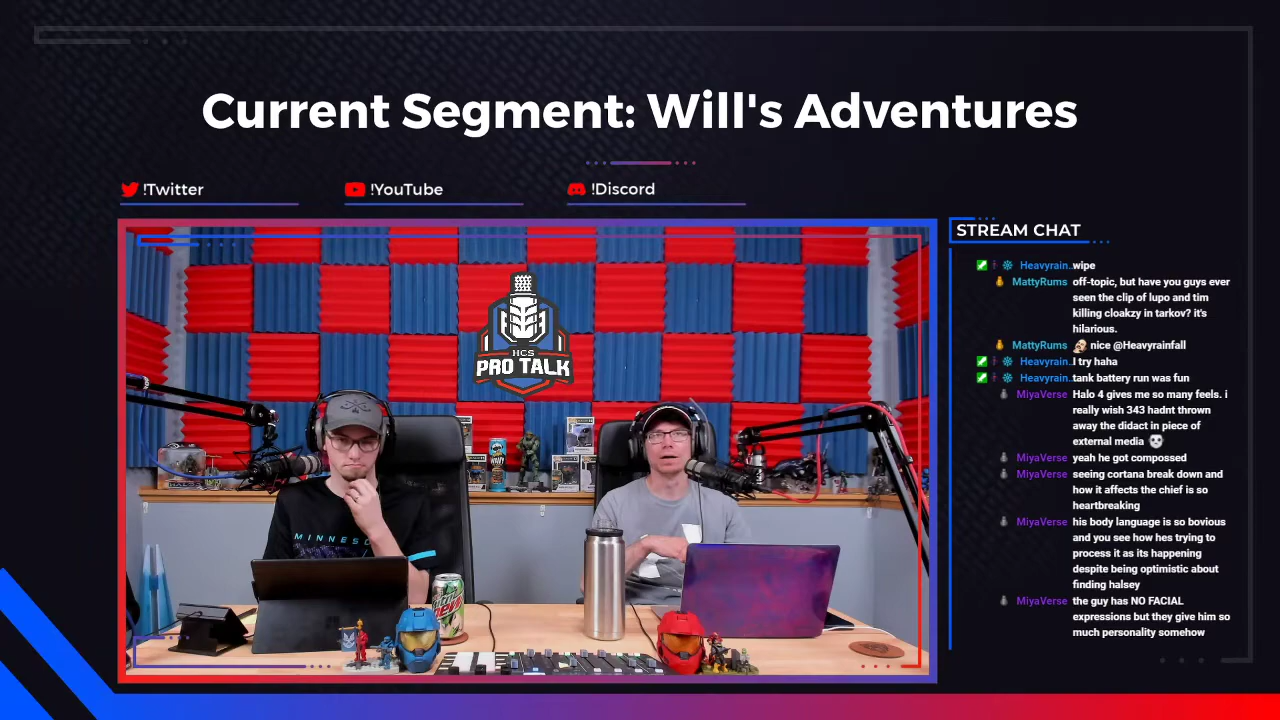 Current Segment: Will's Adventures
!Twitter
!YouTube
!Discord
STREAM CHAT
Heavyrain..wipe
MattyRums off-topic, but have you guys ever
seen the clip of lupo and tim
killing cloakzy in tarkov? it's
hilarious.
MattyRums nice @Heavyrainfall
Heavyrain..I try haha
Heavyrain..tank battery run was fun
MiyaVerse Halo 4 gives me so many feels. i
really wish 343 hadnt thrown
away the didact in piece of
external media
MiyaVerse yeah he got compossed
MiyaVerse seeing cortana break down and
how it affects the chief is so
heartbreaking
MiyaVerse his body language is so bovious
and you see how hes trying to
process it as its happening
despite being optimistic about
finding halsey
MiyaVerse the guy has NO FACIAL
expressions but they give him so
much personality somehow
HCS
PRO TALK
MINNESO